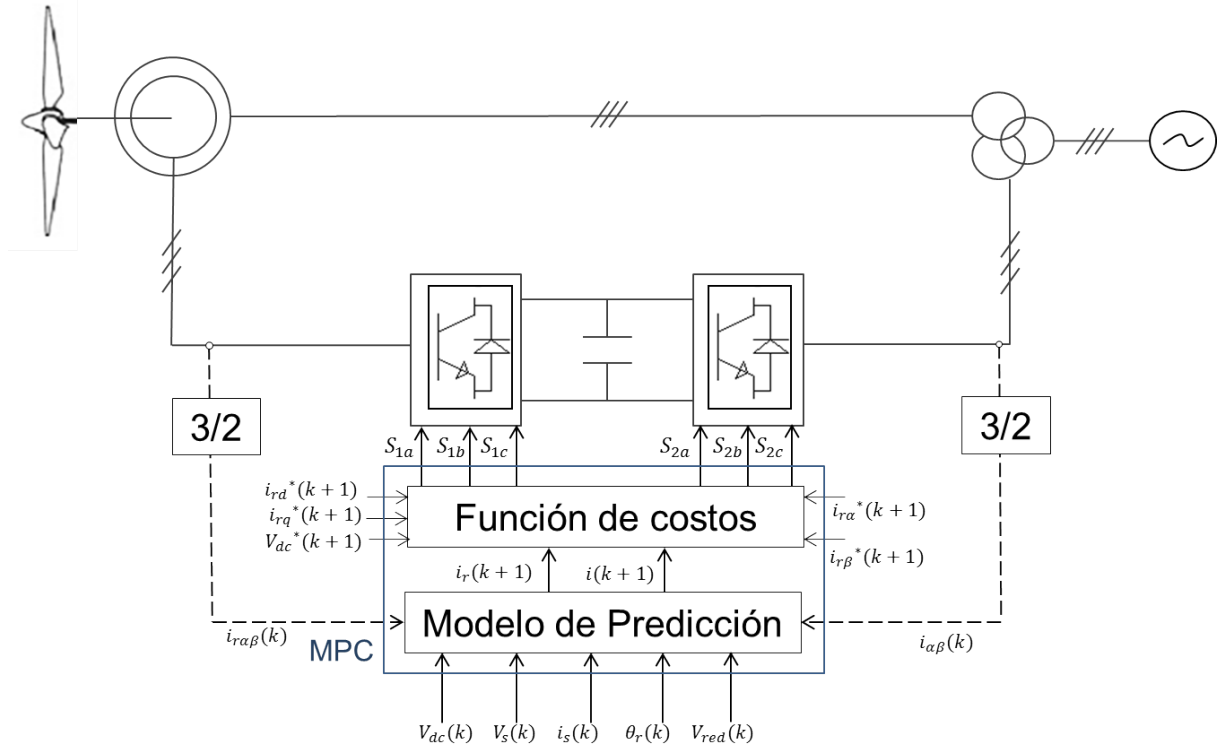 3/2
3/2
S1a S1b S1c S2a S2b S2c
ird*(k + 1)
irq*(k + 1)
Vdc*(k + 1)
Función de costos
irα*(k + 1)
irβ*(k + 1)
ir(k + 1) i(k + 1)
Modelo de Predicción
irαβ(k)
MPC
iαβ(k)
Vdc(k) Vs(k) is(k) θr(k) Vred(k)